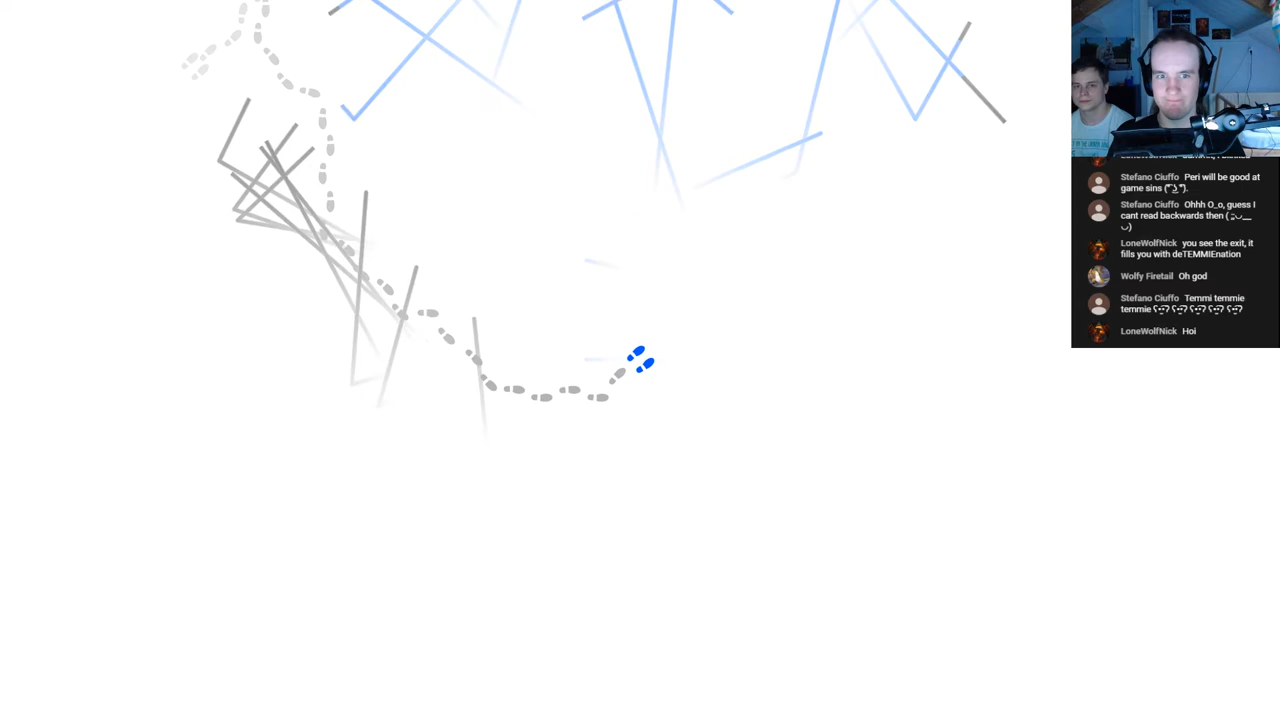 Stefano Ciuffo Peri will be good at
game sins
Stefano Ciuffo Ohhh O_o, guess I
cant read backwards then
LoneWolfNick you see the exit, it
fills you with deTEMMIEnation
Wolfy Firetail Oh god
Stefano Ciuffo Temmi temmie
temmie
LoneWolfNick Hoi